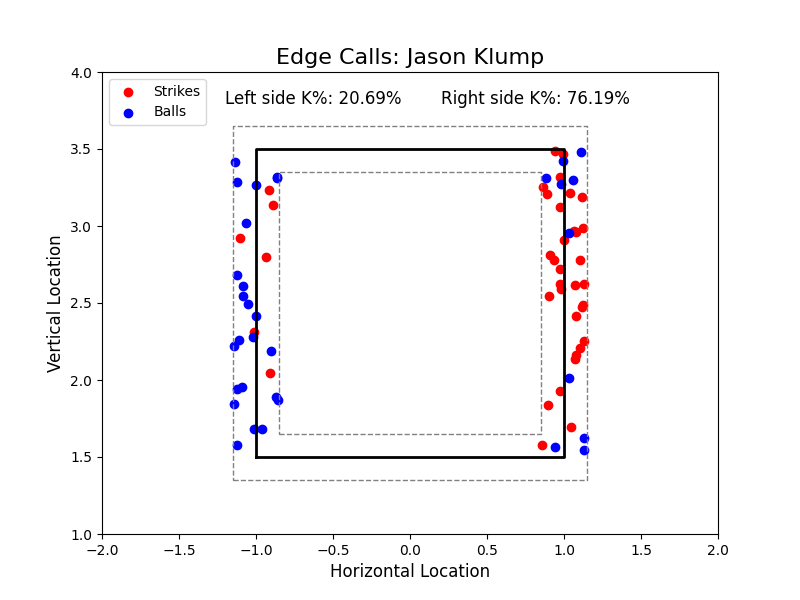 Edge Calls: Jason Klump
Strikes
Balls
Left side K%: 20.69%
Right side K%: 76.19%
4.0
3.5
3.0
2.5
2.0
1.5
1.0
Vertical Location
−2.0 −1.5 −1.0 −0.5 0.0 0.5 1.0 1.5 2.0
Horizontal Location